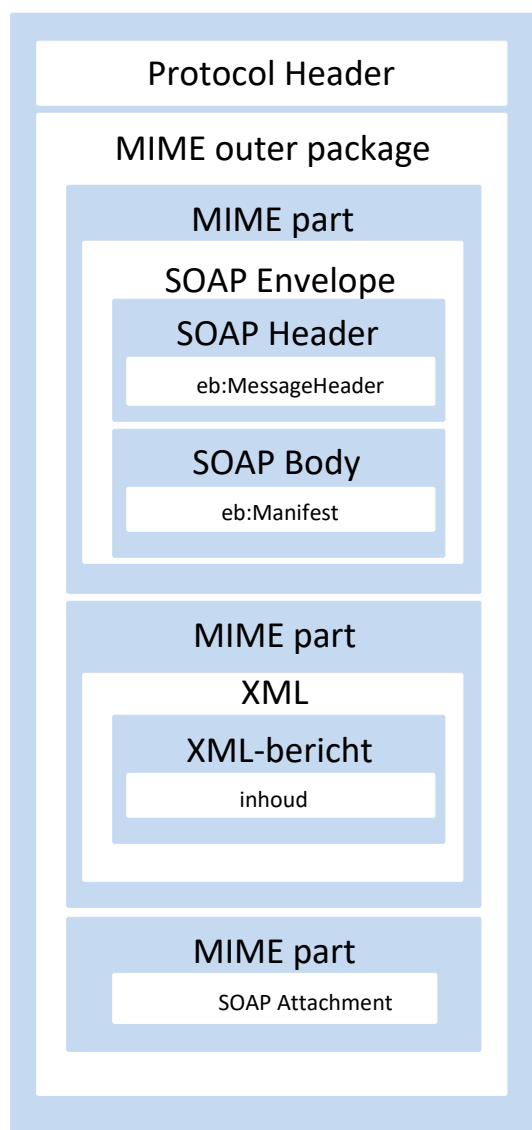 Protocol Header
MIME outer package
MIME part
SOAP Envelope
SOAP Header
eb:MessageHeader
SOAP Body
eb:Manifest
MIME part
XML
XML-bericht
inhoud
MIME part
SOAP Attachment